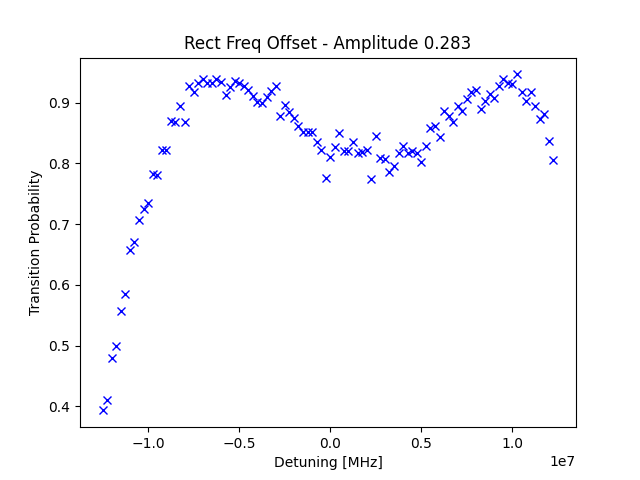 Rect Freq Offset - Amplitude 0.283
Transition Probability
0.9
0.8
0.7
0.6
0.5
0.4
−1.0 −0.5 0.0 0.5 1.0
1e7
Detuning [MHz]